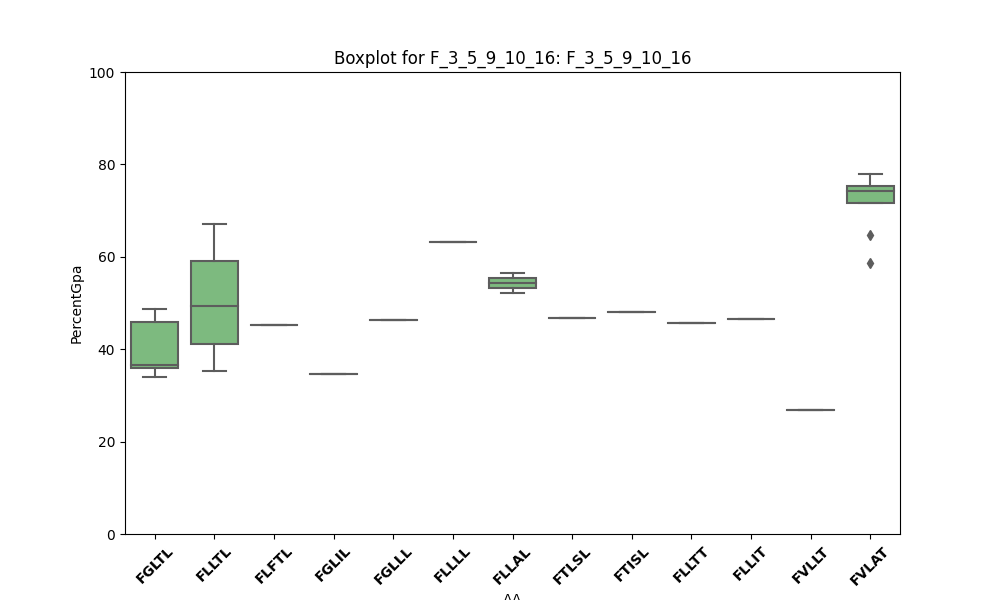 Boxplot for F_3_5_9_10_16: F_3_5_9_10_16
100
80
60
40
20
0
PercentGpa
FGLTL
FLLTL
FLFTL
FGLIL
FGLLL
FLLLL
FLLAL
FTLSL
FTISL
FLLTT
FLLIT
FVLLT
FVLAT
AA